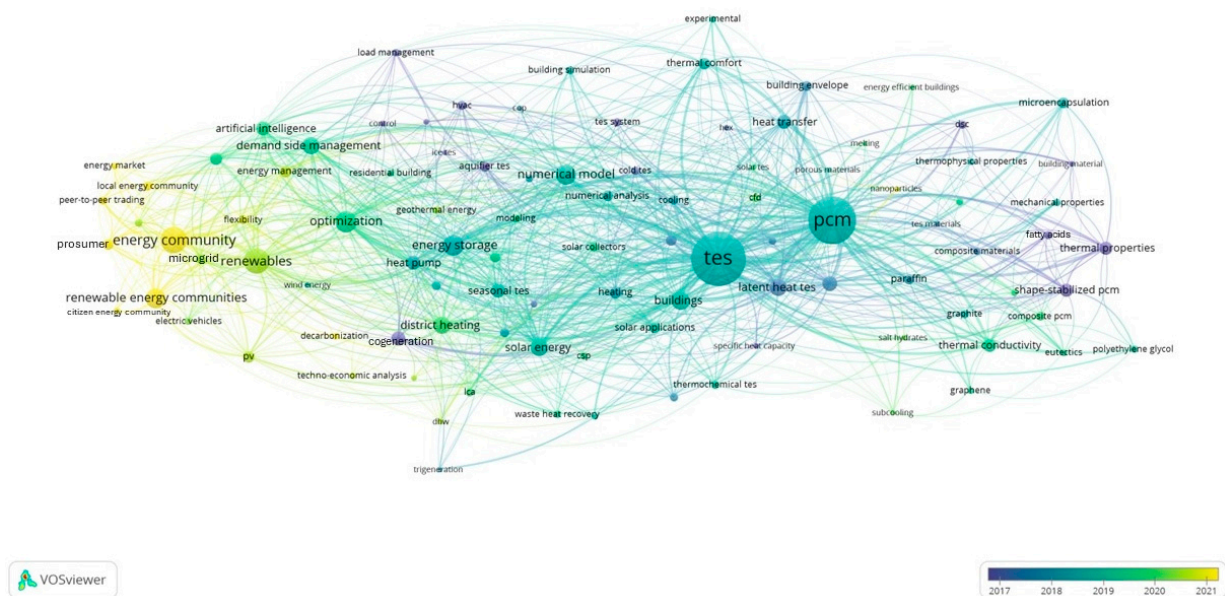 experimental
load management
thermal comfort
building simulation
building envelope
energy efficient buildings
microencapsulation
hvac
cop
artificial intelligence
control
tes system
hex
heat transfer
dsc
demand side management
ice tes
melting
energy market
energy management
residential building
aquifier tes
numerical model
cold tes
solar tes
porous materials
thermophysical properties
building material
local energy community
peer-to-peer trading
numerical analysis
cooling
cfd
nanoparticles
mechanical properties
flexibility
optimization
geothermal energy
modeling
pcm
tes materials
fatty acids
prosumer
energy community
energy storage
solar collectors
composite materials
thermal properties
microgrid
renewables
heat pump
tes
wind energy
seasonal tes
heating
latent heat tes
paraffin
shape-stabilized pcm
renewable energy communities
citizen energy community
electric vehicles
buildings
graphite
composite pcm
district heating
solar applications
decarbonization
cogeneration
solar energy
specific heat capacity
salt hydrates
thermal conductivity
eutectics
polyethylene glycol
pv
csp
techno-economic analysis
lca
thermochemical tes
graphene
waste heat recovery
subcooling
dhw
trigeneration
VOSviewer
2017 2018 2019 2020 2021